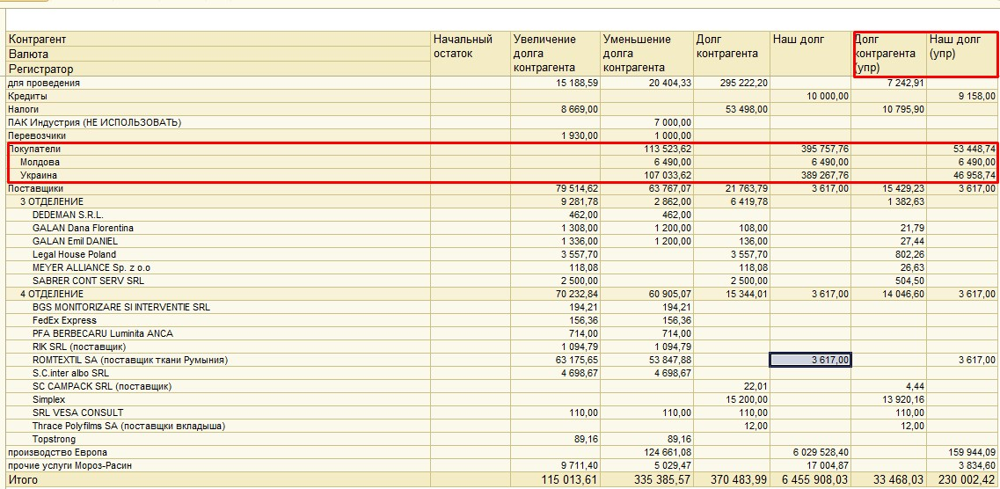 Контрагент Начальный остаток Увеличение долга контрагента Уменьшение долга контрагента Долг контрагента Наш долг Долг контрагента (упр) Наш долг (упр)
Валюта
Регистратор
для проведения 15 188,59 20 404,33 295 222,20 7 242,91
Кредиты 10 000,00 9 158,00
Налоги 8 669,00 53 498,00 10 795,90
ПАК Индустрия (НЕ ИСПОЛЬЗОВАТЬ) 7 000,00
Перевозчики 1 930,00 1 000,00
Покупатели 113 523,62 395 757,76 53 448,74
Молдова 6 490,00 6 490,00 6 490,00
Украина 107 033,62 389 267,76 46 958,74
Поставщики 79 514,62 63 767,07 21 763,79 3 617,00 15 429,23 3 617,00
3 ОТДЕЛЕНИЕ 9 281,78 2 862,00 6 419,78 1 382,63
DEDEMAN S.R.L. 462,00 462,00
GALAN Dana Florentina 1 308,00 1 200,00 108,00 21,79
GALAN Emil DANIEL 1 336,00 1 200,00 136,00 27,44
Legal House Poland 3 557,70 3 557,70 802,26
MEYER ALLIANCE Sp. z o.o 118,08 118,08 26,63
SABRER CONT SERV SRL 2 500,00 2 500,00 504,50
4 ОТДЕЛЕНИЕ 70 232,84 60 905,07 15 344,01 3 617,00 14 046,60 3 617,00
BGS MONITORIZARE SI INTERVENTIE SRL 194,21 194,21
FedEx Express 156,36 156,36
PFA BERBECARU Luminita ANCA 714,00 714,00
RIK SRL (поставщик) 1 094,79 1 094,79
ROMTEXTIL SA (поставщик ткани Румыния) 63 175,65 53 847,88 3 617,00 3 617,00
S.C.inter albo SRL 4 698,67 4 698,67
SC CAMPACK SRL (поставщик) 22,01 4,44
Simplex 15 200,00 13 920,16
SRL VESA CONSULT 110,00 110,00 110,00 110,00
Thrace Polyfilms SA (поставщки вкладыша) 12,00 12,00
Topstrong 89,16 89,16
производство Европа 124 661,08 6 029 528,40 159 944,09
прочие услуги Мороз-Расин 9 711,40 5 029,47 17 004,87 3 834,60
Итого 115 013,61 335 385,57 370 483,99 6 455 908,03 33 468,03 230 002,42